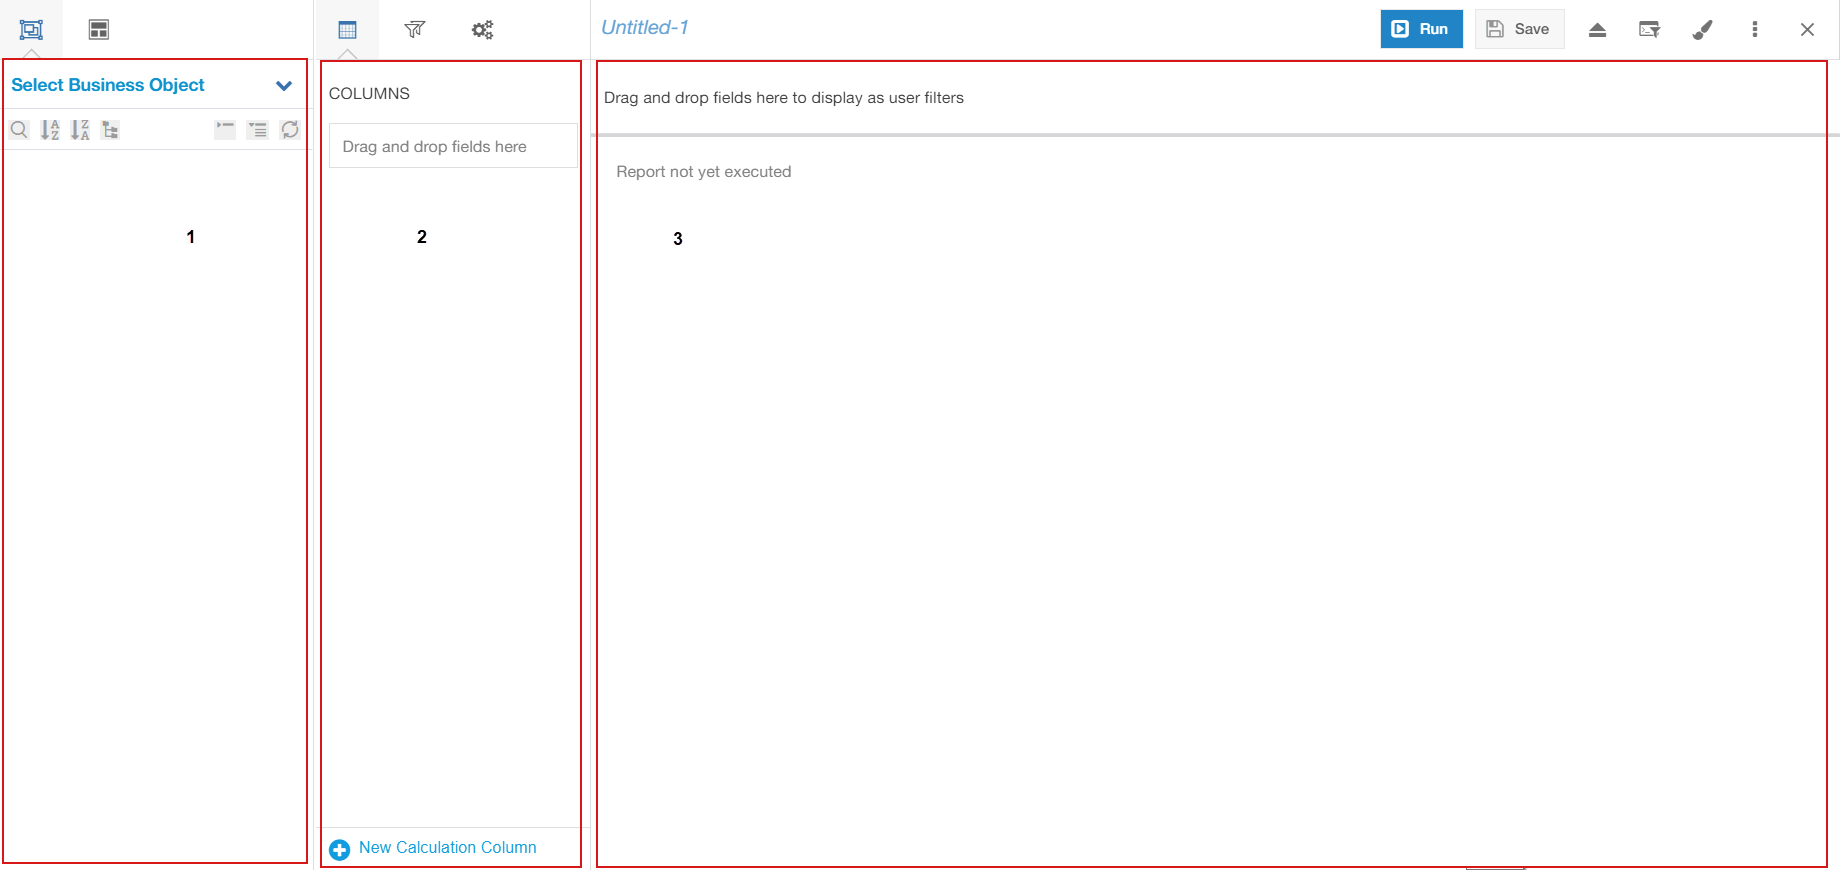 Untitled-1
Run
Save
Select Business Object
A
Z
Z
A
COLUMNS
Drag and drop fields here
Drag and drop fields here to display as user filters
Report not yet executed
1
2
3
New Calculation Column